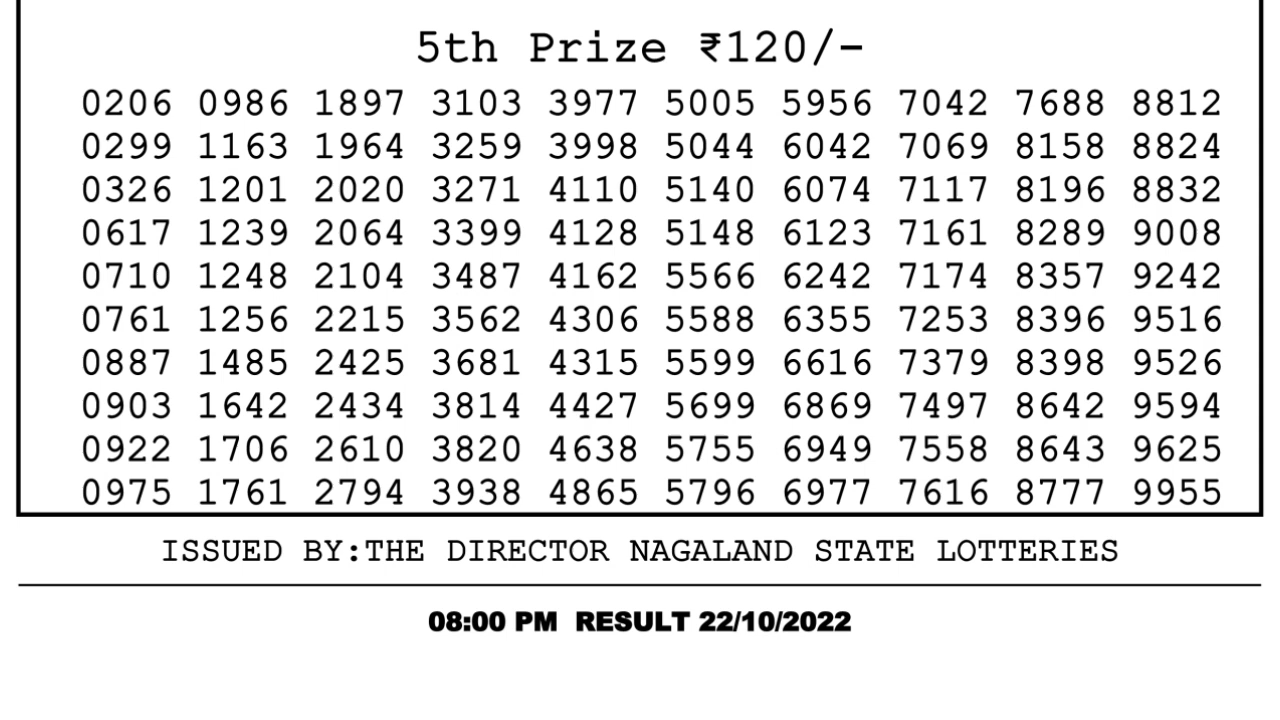 5th Prize ₹120/-
0206 0986 1897 3103 3977 5005 5956 7042 7688 8812
0299 1163 1964 3259 3998 5044 6042 7069 8158 8824
0326 1201 2020 3271 4110 5140 6074 7117 8196 8832
0617 1239 2064 3399 4128 5148 6123 7161 8289 9008
0710 1248 2104 3487 4162 5566 6242 7174 8357 9242
0761 1256 2215 3562 4306 5588 6355 7253 8396 9516
0887 1485 2425 3681 4315 5599 6616 7379 8398 9526
0903 1642 2434 3814 4427 5699 6869 7497 8642 9594
0922 1706 2610 3820 4638 5755 6949 7558 8643 9625
0975 1761 2794 3938 4865 5796 6977 7616 8777 9955
ISSUED BY:THE DIRECTOR NAGALAND STATE LOTTERIES
08:00 PM RESULT 22/10/2022